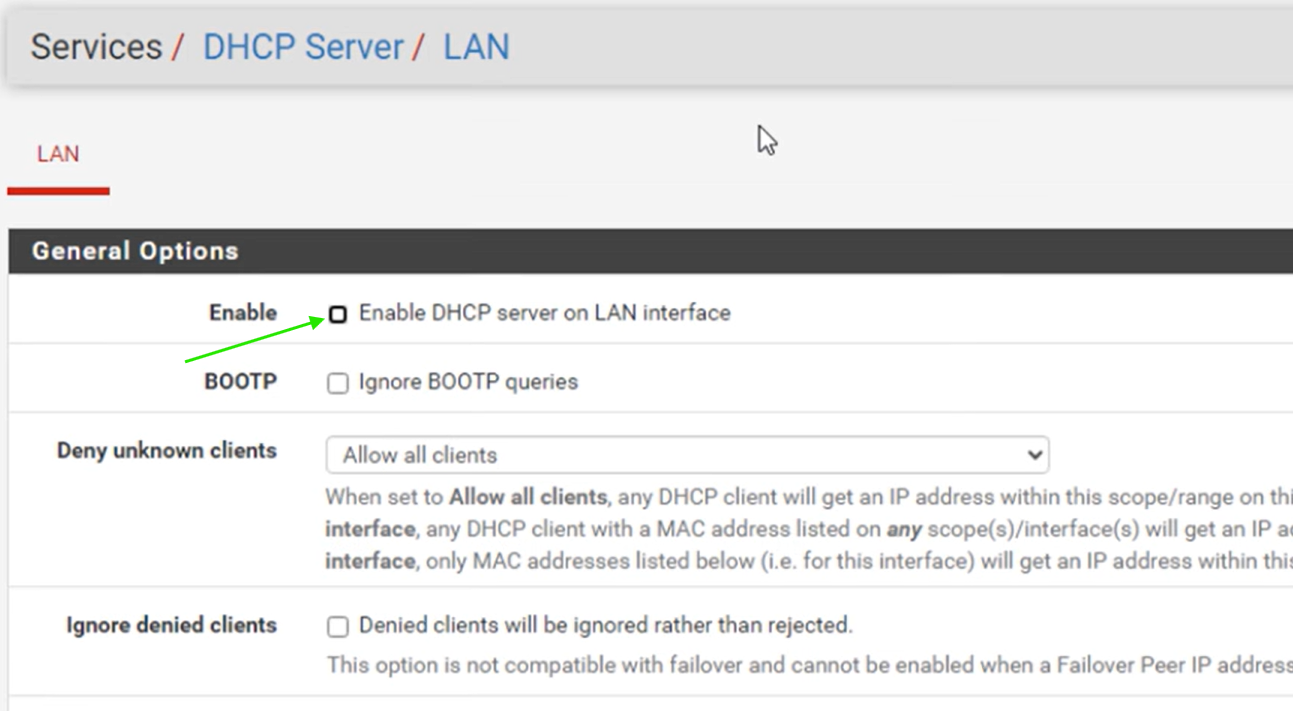 Services / DHCP Server / LAN
LAN
General Options
Enable Enable DHCP server on LAN interface
BOOTP Ignore BOOTP queries
Deny unknown clients Allow all clients
When set to Allow all clients, any DHCP client will get an IP address within this scope/range on
interface, any DHCP client with a MAC address listed on any scope(s)/interface(s) will get an IP
interface, only MAC addresses listed below (i.e. for this interface) will get an IP address within
Ignore denied clients Denied clients will be ignored rather than rejected.
This option is not compatible with failover and cannot be enabled when a Failover Peer IP address